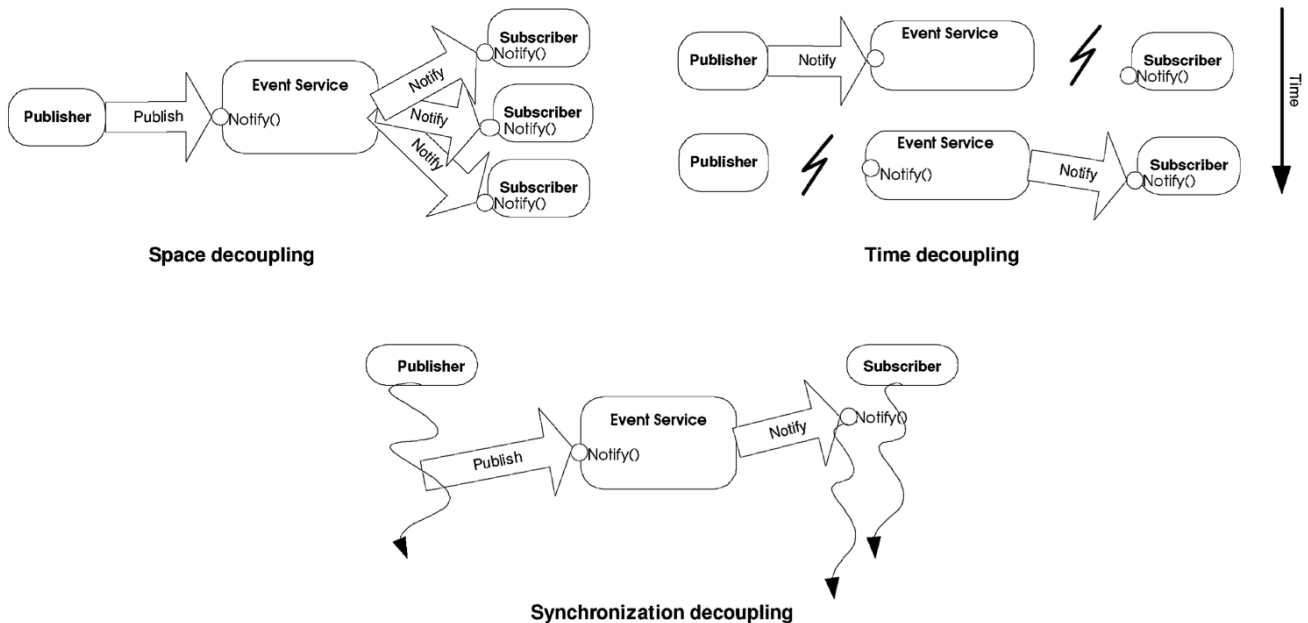 Publisher
Publish
Event Service
Notify()
Notify
Notify
Notify
Subscriber
Notify()
Subscriber
Notify()
Subscriber
Notify()
Space decoupling
Publisher
Notify
Event Service
Subscriber
Notify()
Publisher
Event Service
Notify()
Notify
Subscriber
Notify()
Time
Time decoupling
Publisher
Publish
Event Service
Notify()
Notify
Subscriber
Notify()
Synchronization decoupling